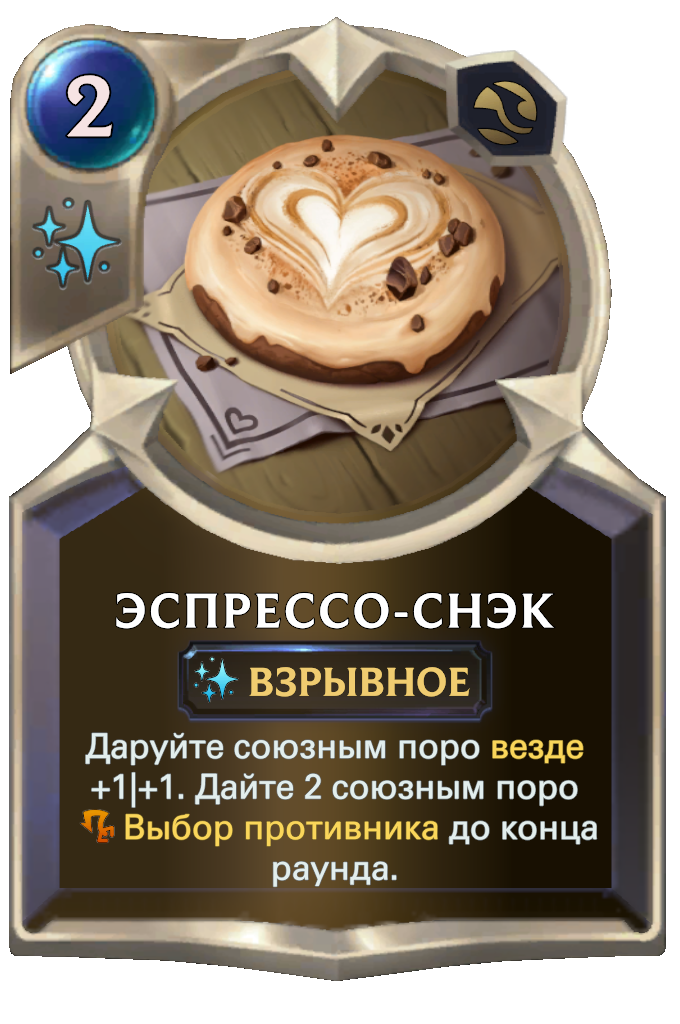 2
ЭСПРЕССО-СНЭК
ВЗРЫВНОЕ
Даруйте союзным поро везде
+1|+1. Дайте 2 союзным поро
Выбор противника до конца
раунда.